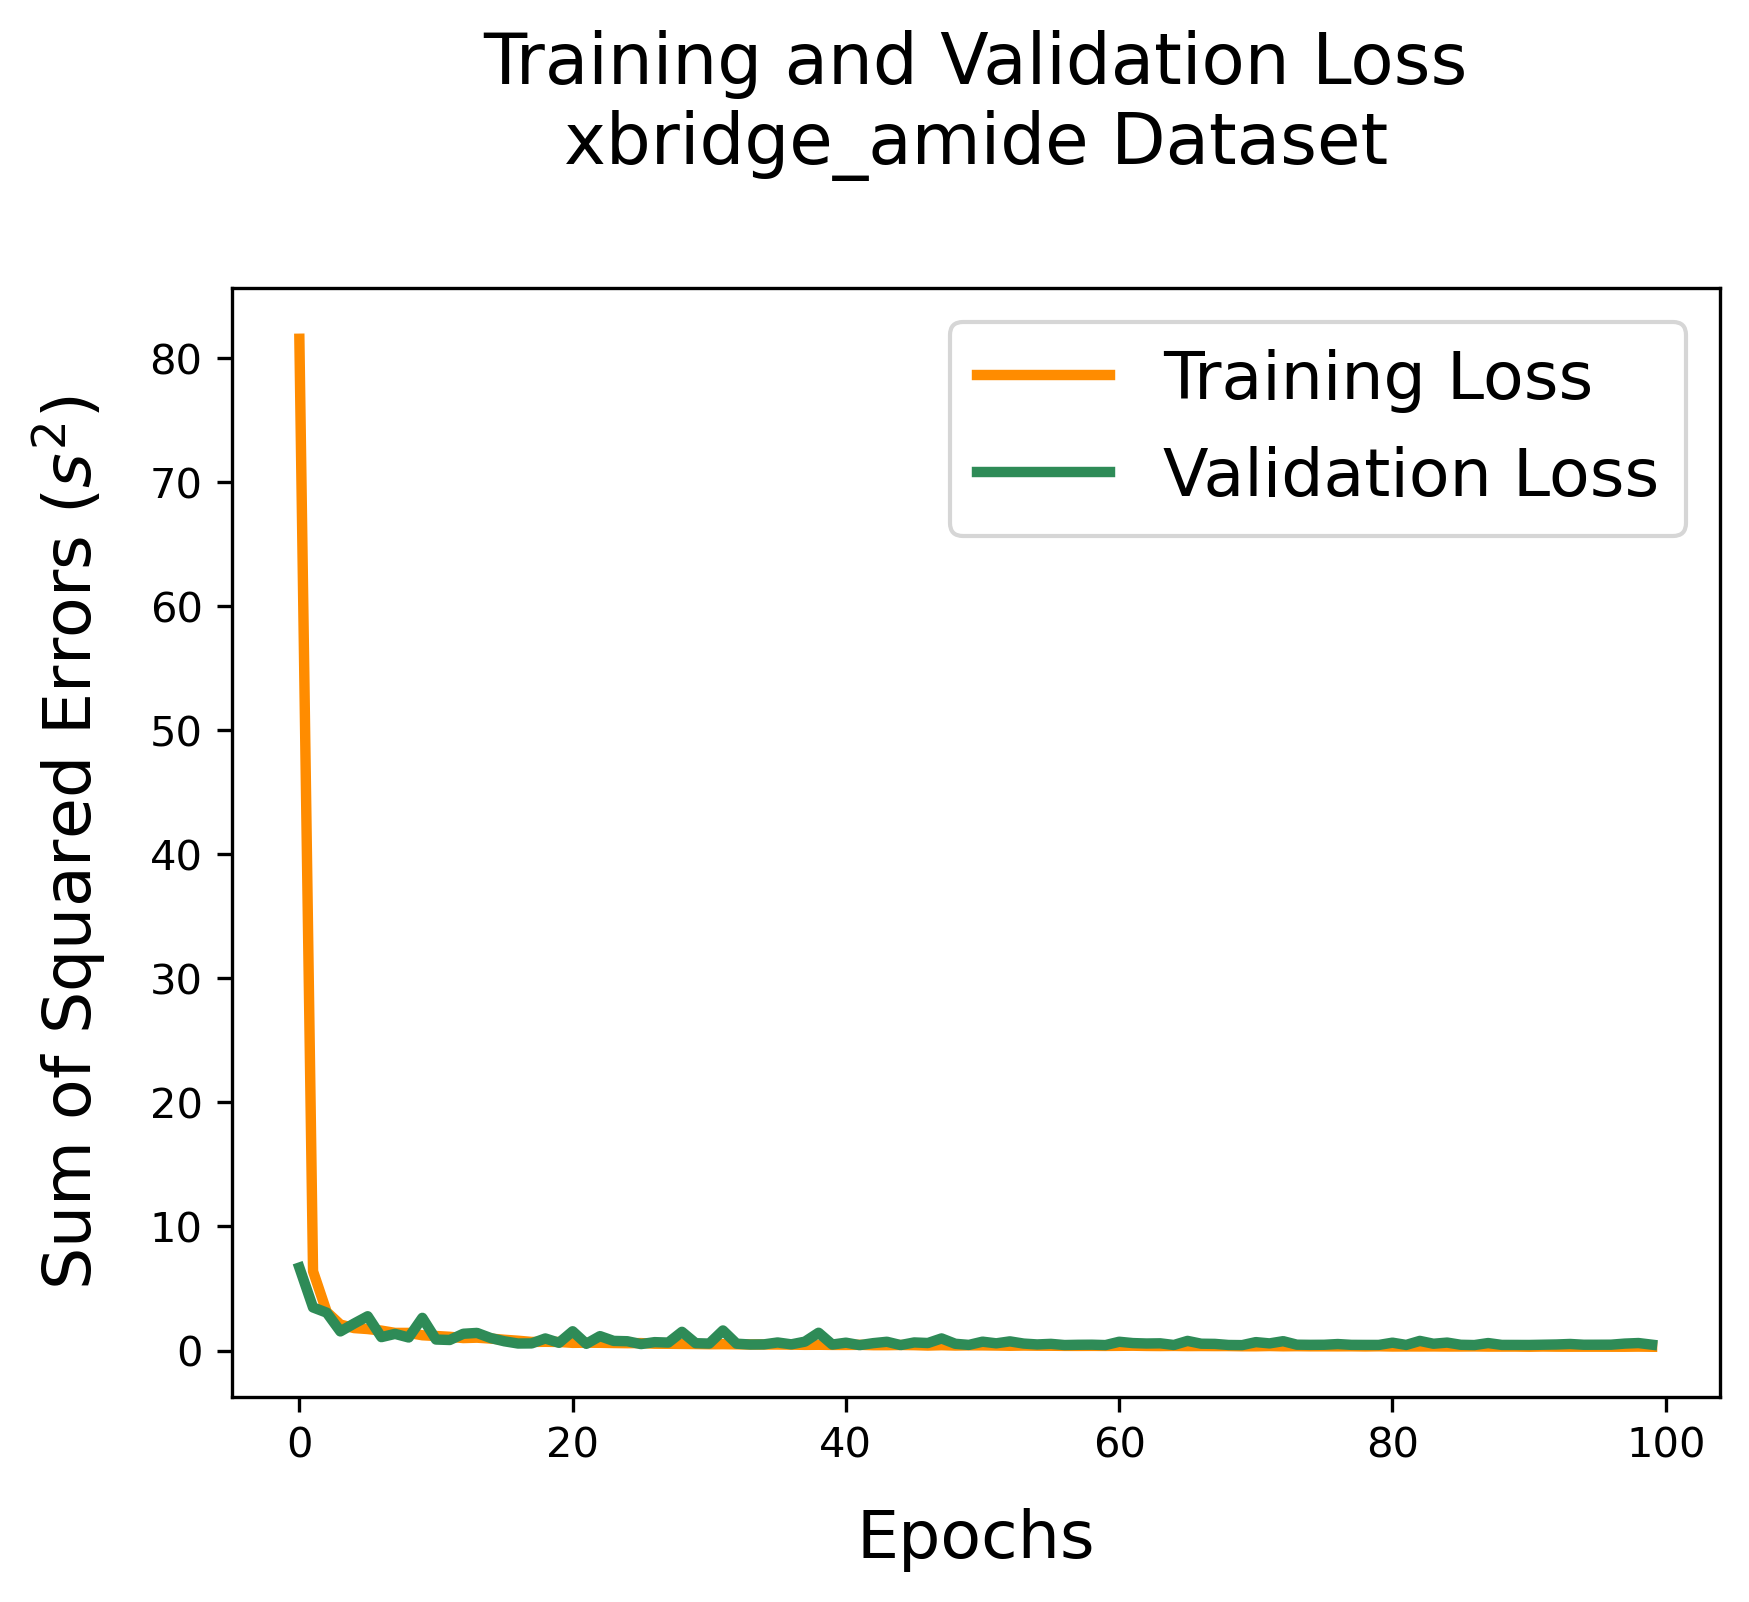 Training and Validation Loss
xbridge_amide Dataset
Training Loss
Validation Loss
Sum of Squared Errors (s²)
80
70
60
50
40
30
20
10
0
0 20 40 60 80 100
Epochs